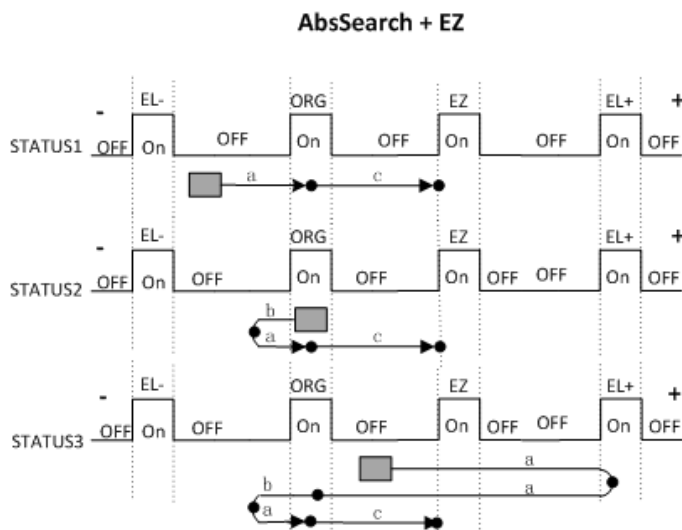 AbsSearch + EZ
- EL- ORG EZ EL+ +
STATUS1 OFF On OFF On OFF On OFF On OFF
a c
- EL- ORG EZ EL+ +
STATUS2 OFF On OFF On OFF On OFF OFF On OFF
b
a c
- EL- ORG EZ EL+ +
STATUS3 OFF On OFF On OFF On OFF OFF On OFF
a
b a
a c